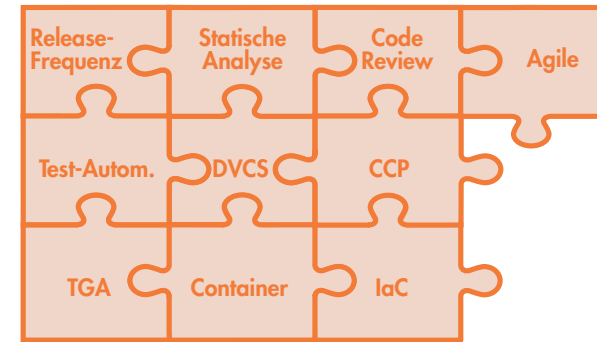 Release-
Frequenz
Statische
Analyse
Code
Review
Agile
Test-Autom.
DVCS
CCP
TGA
Container
IaC